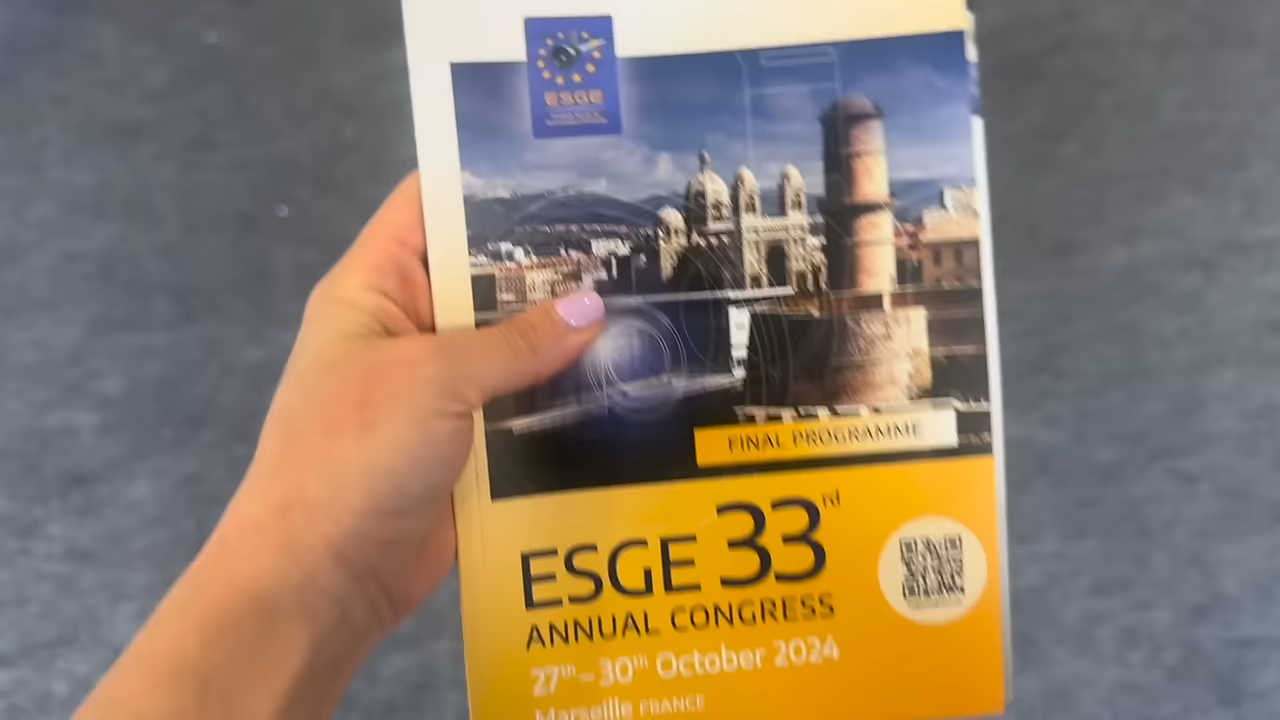 ESGE
FINAL PROGRAMME
ESGE 33rd
ANNUAL CONGRESS
27th – 30th October 2024
Marseille FRANCE